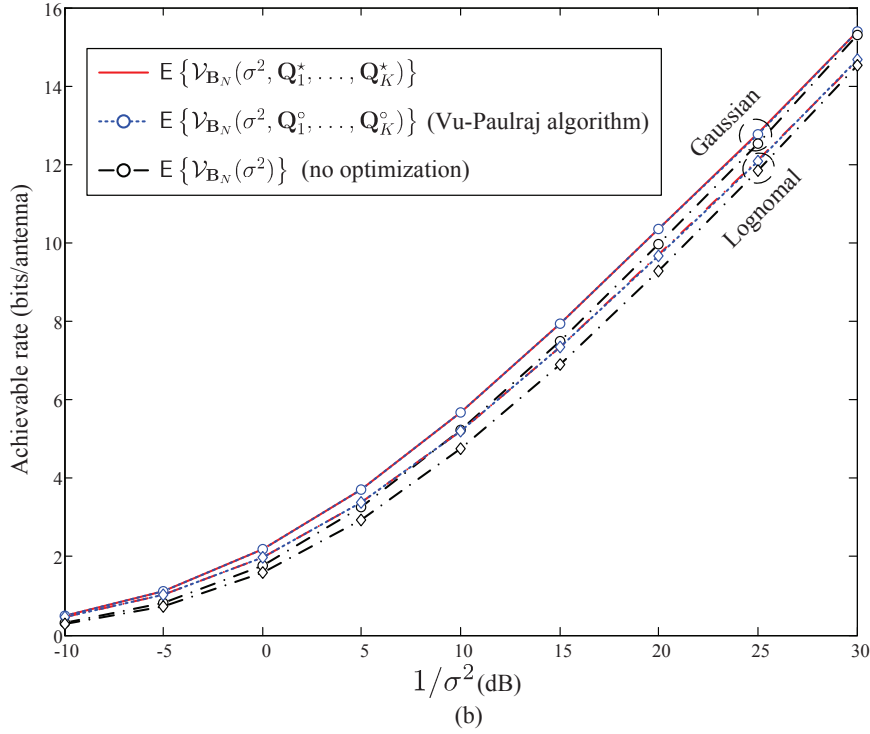 16
14
12
10
8
6
4
2
0
Achievable rate (bits/antenna)
E {𝒱_{B_N}(σ², Q₁^⋆, …, Q_K^⋆)}
E {𝒱_{B_N}(σ², Q₁^∘, …, Q_K^∘)} (Vu-Paulraj algorithm)
E {𝒱_{B_N}(σ²)} (no optimization)
Gaussian
Lognomal
-10 -5 0 5 10 15 20 25 30
1/σ² (dB)
(b)